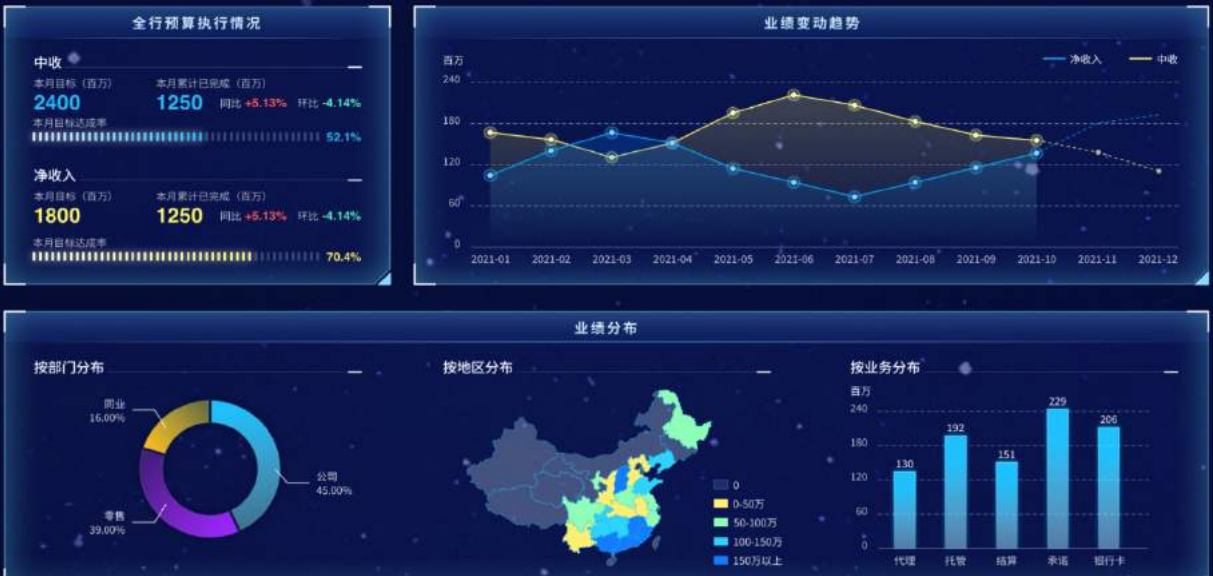 全行预算执行情况
中收
本月目标（百万） 本月累计已完成（百万）
2400 1250 同比 +5.13% 环比 -4.14%
本月目标达成率
52.1%
净收入
本月目标（百万） 本月累计已完成（百万）
1800 1250 同比 +5.13% 环比 -4.14%
本月目标达成率
70.4%
业绩变动趋势
百万
净收入 中收
240
180
120
60
0
2021-01 2021-02 2021-03 2021-04 2021-05 2021-06 2021-07 2021-08 2021-09 2021-10 2021-11 2021-12
业绩分布
按部门分布
同业
16.00%
公司
45.00%
零售
39.00%
按地区分布
0
0-50万
50-100万
100-150万
150万以上
按业务分布
百万
240
180
120
60
0
130 192 151 229 206
代理 托管 结算 承诺 银行卡